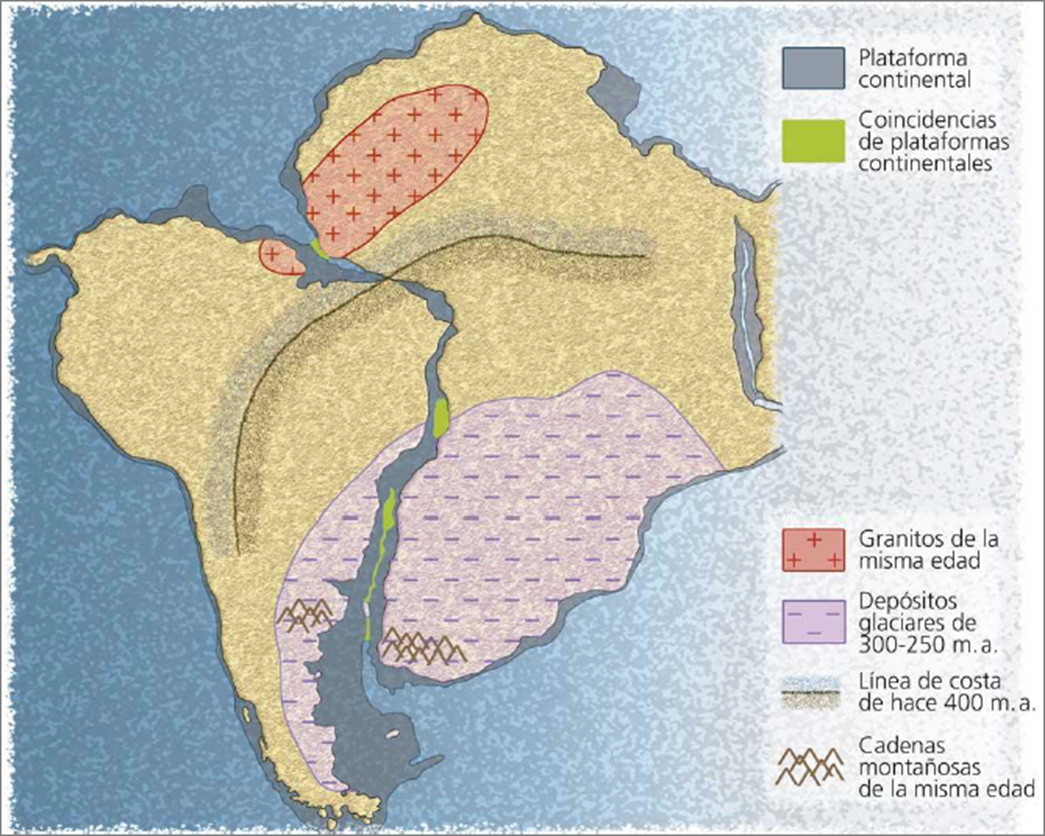 Plataforma
continental
Coincidencias
de plataformas
continentales
Granitos de la
misma edad
Depósitos
glaciares de
300-250 m.a.
Línea de costa
de hace 400 m.a.
Cadenas
montañosas
de la misma edad